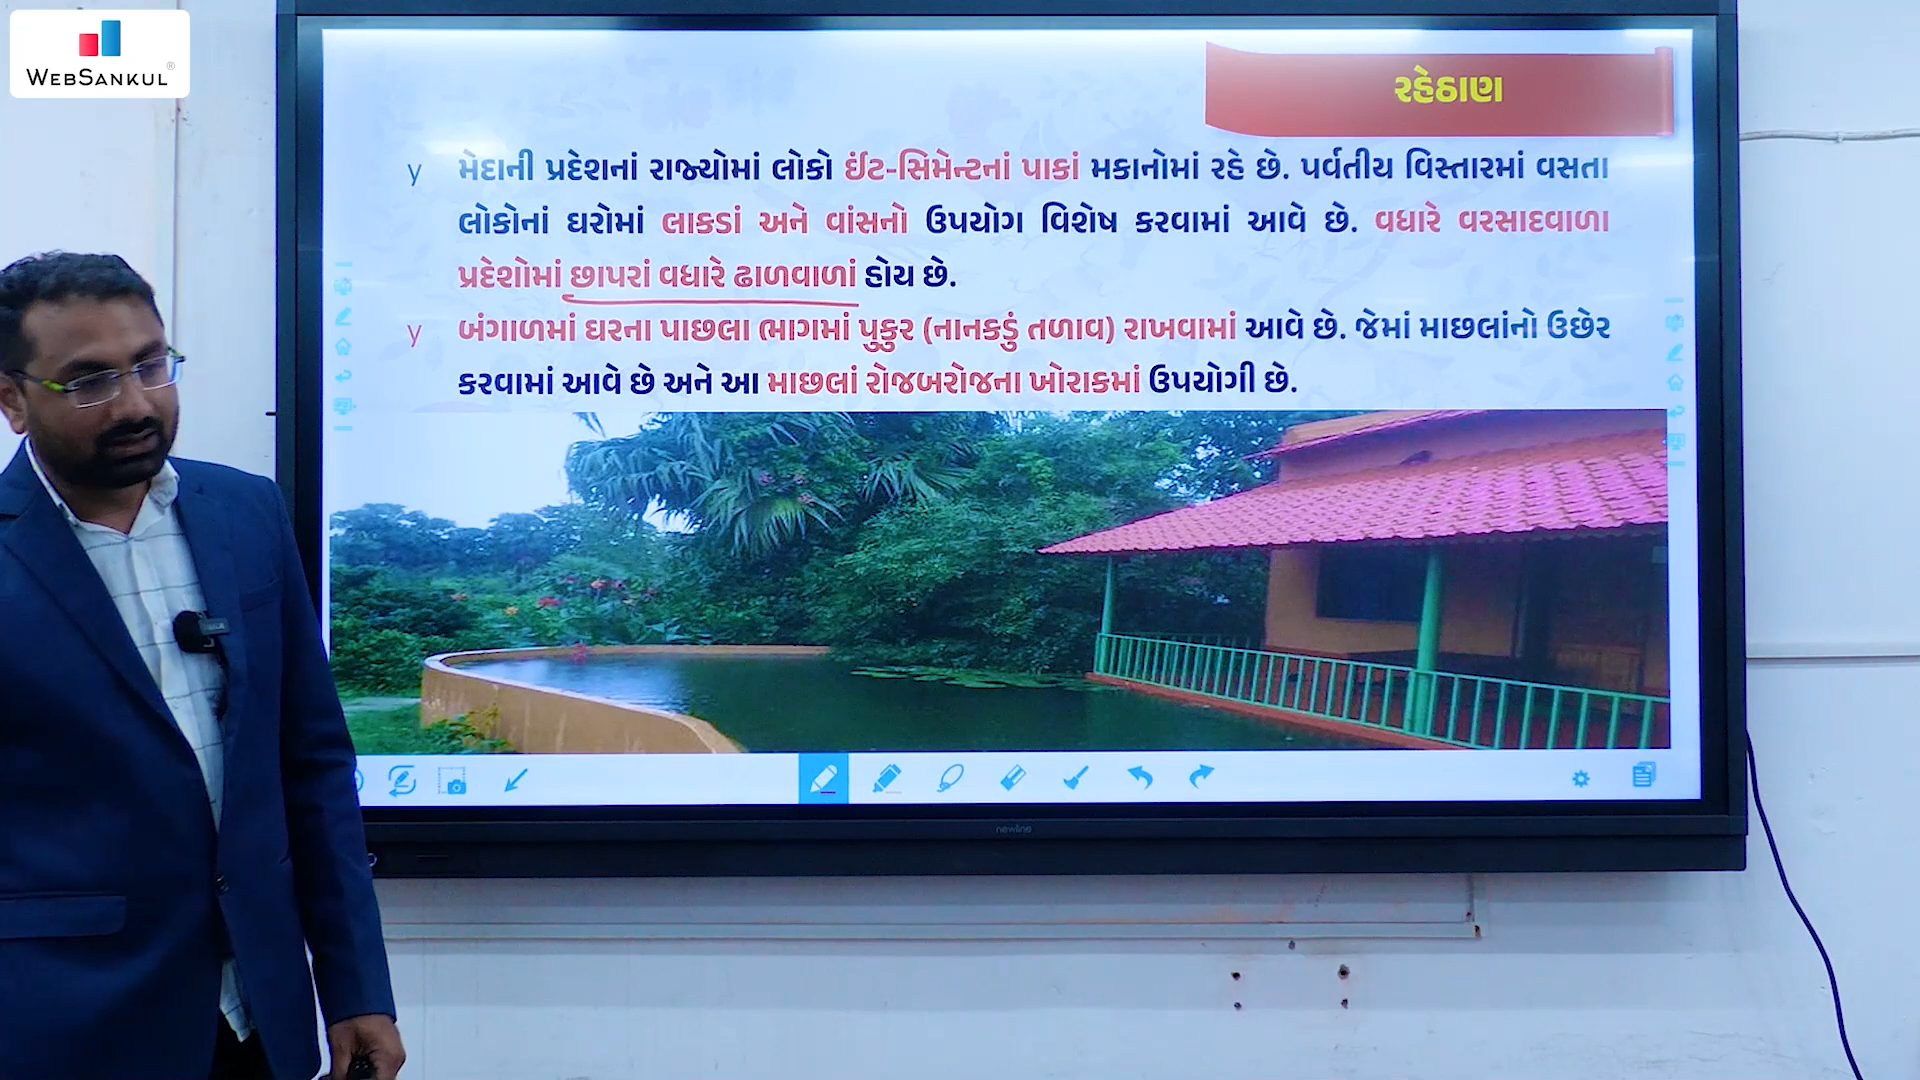 WEBSANKUL®
રહેઠાણ
y મેદાની પ્રદેશનાં રાજ્યોમાં લોકો ઈંટ-સિમેન્ટનાં પાકાં મકાનોમાં રહે છે. પર્વતીય વિસ્તારમાં વસતા
લોકોનાં ઘરોમાં લાકડાં અને વાંસનો ઉપયોગ વિશેષ કરવામાં આવે છે. વધારે વરસાદવાળા
પ્રદેશોમાં છાપરાં વધારે ઢાળવાળાં હોય છે.
y બંગાળમાં ઘરના પાછલા ભાગમાં પુકુર (નાનકડું તળાવ) રાખવામાં આવે છે. જેમાં માછલાંનો ઉછેર
કરવામાં આવે છે અને આ માછલાં રોજબરોજના ખોરાકમાં ઉપયોગી છે.
newline